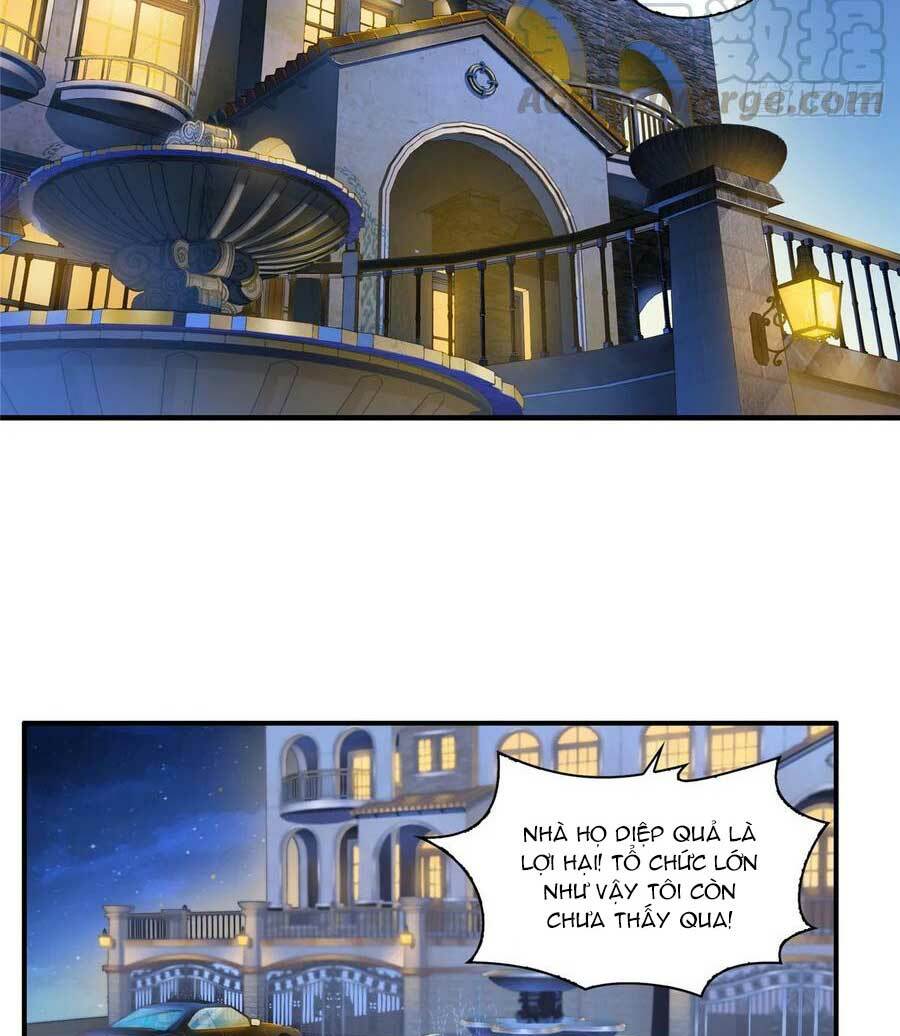 NHÀ HỌ DIỆP QUẢ LÀ
LỢI HẠI! TỔ CHỨC LỚN
NHƯ VẬY TÔI CÒN
CHƯA THẤY QUA!